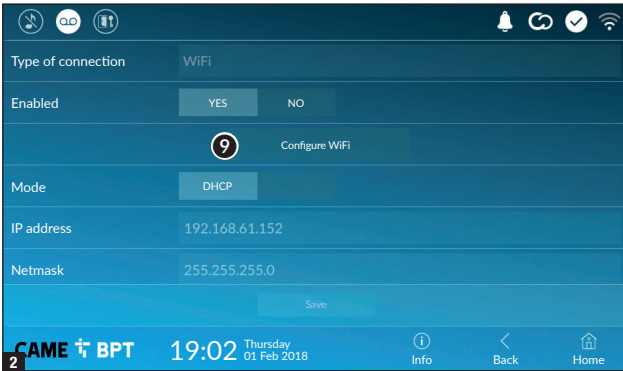 Type of connection WiFi
Enabled YES NO
9 Configure WiFi
Mode DHCP
IP address 192.168.61.152
Netmask 255.255.255.0
Save
2 CAME BPT 19:02 Thursday
01 Feb 2018
Info Back Home